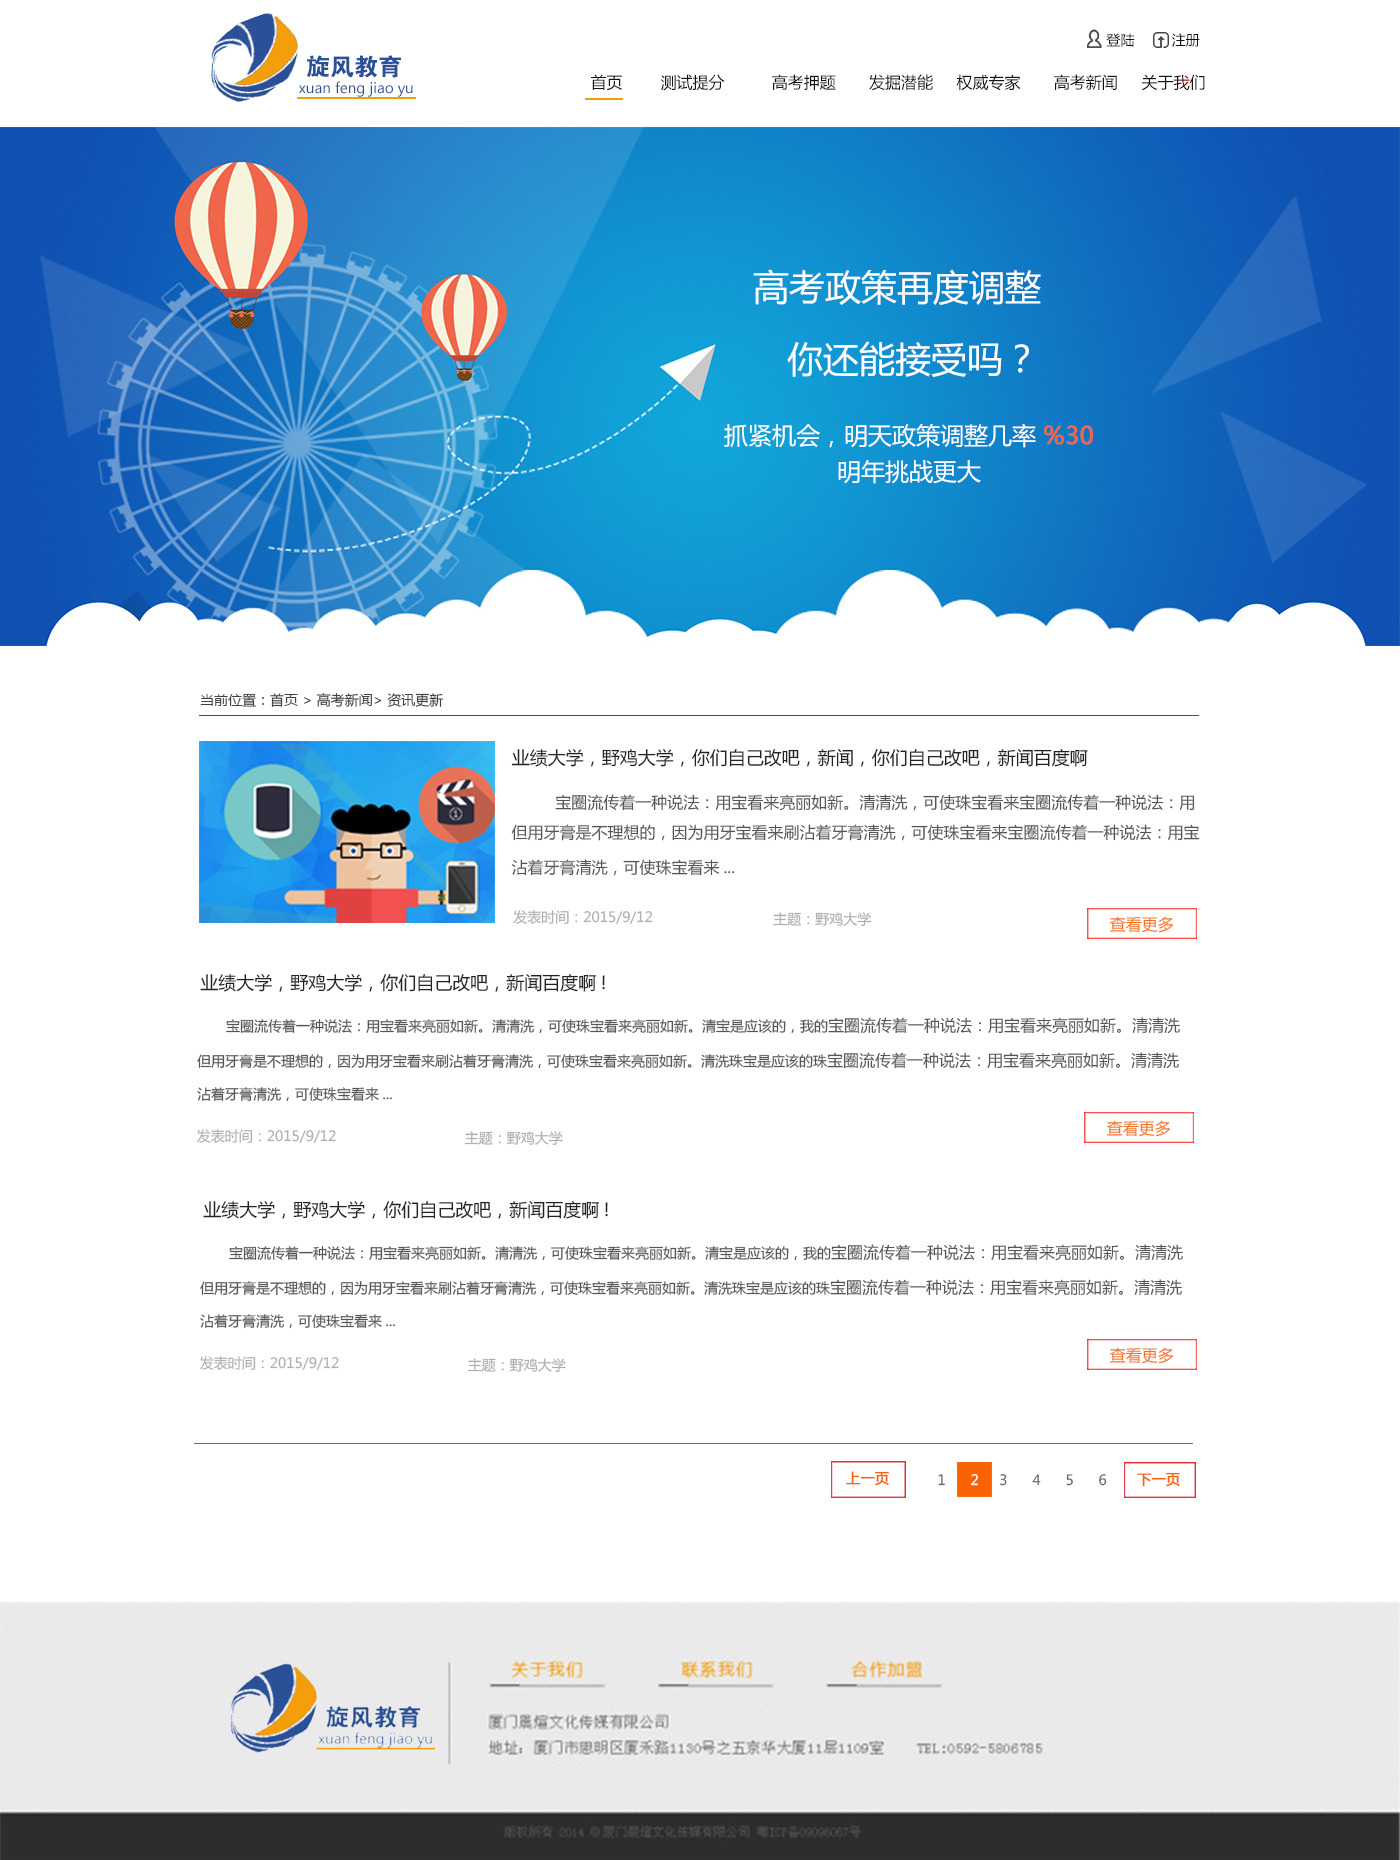 旋风教育
xuan feng jiao yu
登陆 注册
首页 测试提分 高考押题 发掘潜能 权威专家 高考新闻 关于我们
高考政策再度调整
你还能接受吗？
抓紧机会，明天政策调整几率 %30
明年挑战更大
当前位置：首页 > 高考新闻> 资讯更新
业绩大学，野鸡大学，你们自己改吧，新闻，你们自己改吧，新闻百度啊
宝圈流传着一种说法：用宝看来亮丽如新。清清洗，可使珠宝看来宝圈流传着一种说法：用
但用牙膏是不理想的，因为用牙宝看来刷沾着牙膏清洗，可使珠宝看来宝圈流传着一种说法：用宝
沾着牙膏清洗，可使珠宝看来 ...
发表时间：2015/9/12 主题：野鸡大学 查看更多
业绩大学，野鸡大学，你们自己改吧，新闻百度啊！
宝圈流传着一种说法：用宝看来亮丽如新。清清洗，可使珠宝看来亮丽如新。清宝是应该的，我的宝圈流传着一种说法：用宝看来亮丽如新。清清洗
但用牙膏是不理想的，因为用牙宝看来刷沾着牙膏清洗，可使珠宝看来亮丽如新。清洗珠宝是应该的珠宝圈流传着一种说法：用宝看来亮丽如新。清清洗
沾着牙膏清洗，可使珠宝看来 ...
发表时间：2015/9/12 主题：野鸡大学 查看更多
业绩大学，野鸡大学，你们自己改吧，新闻百度啊！
宝圈流传着一种说法：用宝看来亮丽如新。清清洗，可使珠宝看来亮丽如新。清宝是应该的，我的宝圈流传着一种说法：用宝看来亮丽如新。清清洗
但用牙膏是不理想的，因为用牙宝看来刷沾着牙膏清洗，可使珠宝看来亮丽如新。清洗珠宝是应该的珠宝圈流传着一种说法：用宝看来亮丽如新。清清洗
沾着牙膏清洗，可使珠宝看来 ...
发表时间：2015/9/12 主题：野鸡大学 查看更多
上一页 1 2 3 4 5 6 下一页
旋风教育
xuan feng jiao yu
关于我们 联系我们 合作加盟
厦门晨煊文化传媒有限公司
地址：厦门市思明区厦禾路1130号之五京华大厦11层1109室 TEL:0592-5806785
版权所有 2014 © 厦门晨煊文化传媒有限公司 粤ICP备09096067号